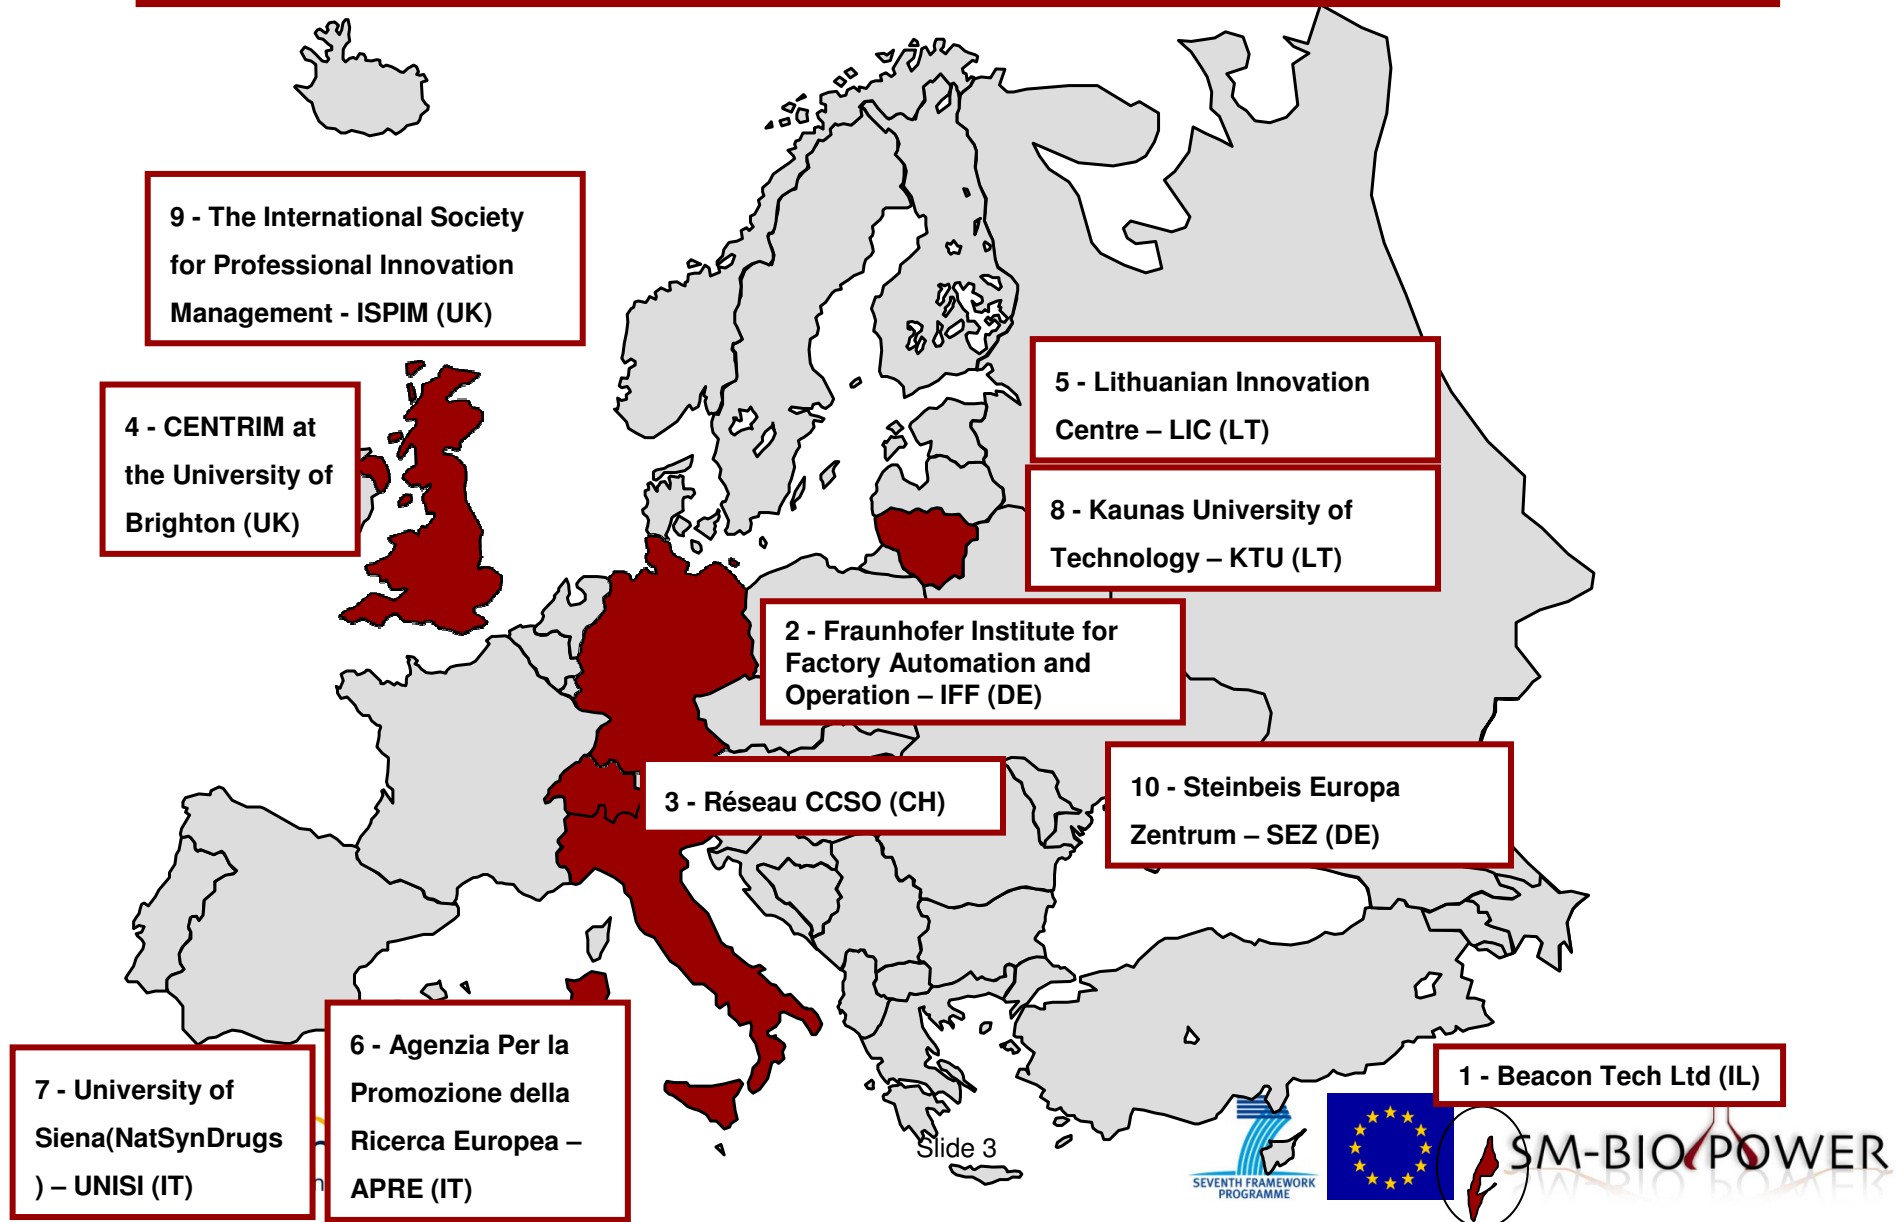 9 - The International Society
for Professional Innovation
Management - ISPIM (UK)
4 - CENTRIM at
the University of
Brighton (UK)
5 - Lithuanian Innovation
Centre – LIC (LT)
8 - Kaunas University of
Technology – KTU (LT)
2 - Fraunhofer Institute for
Factory Automation and
Operation – IFF (DE)
3 - Réseau CCSO (CH)
10 - Steinbeis Europa
Zentrum – SEZ (DE)
7 - University of
Siena(NatSynDrugs
) – UNISI (IT)
6 - Agenzia Per la
Promozione della
Ricerca Europea –
APRE (IT)
1 - Beacon Tech Ltd (IL)
Slide 3
SEVENTH FRAMEWORK
PROGRAMME
SM-BIO POWER